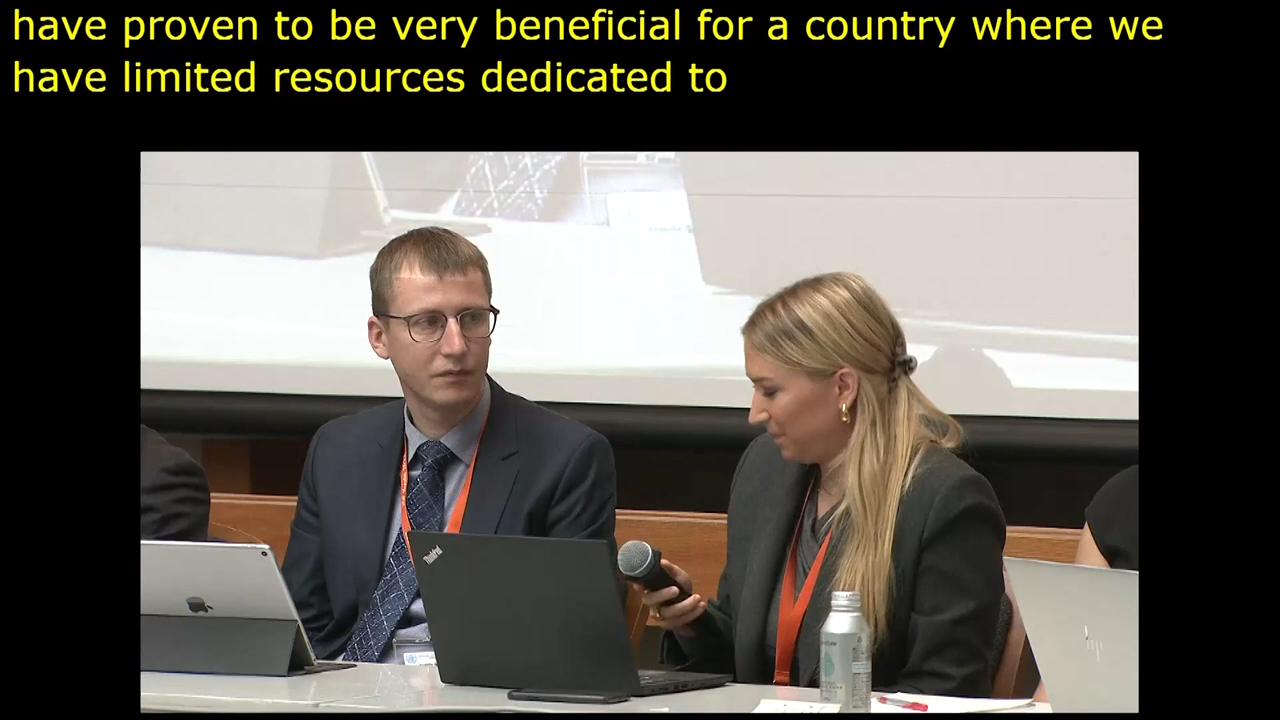 have proven to be very beneficial for a country where we
have limited resources dedicated to
ThinkPad